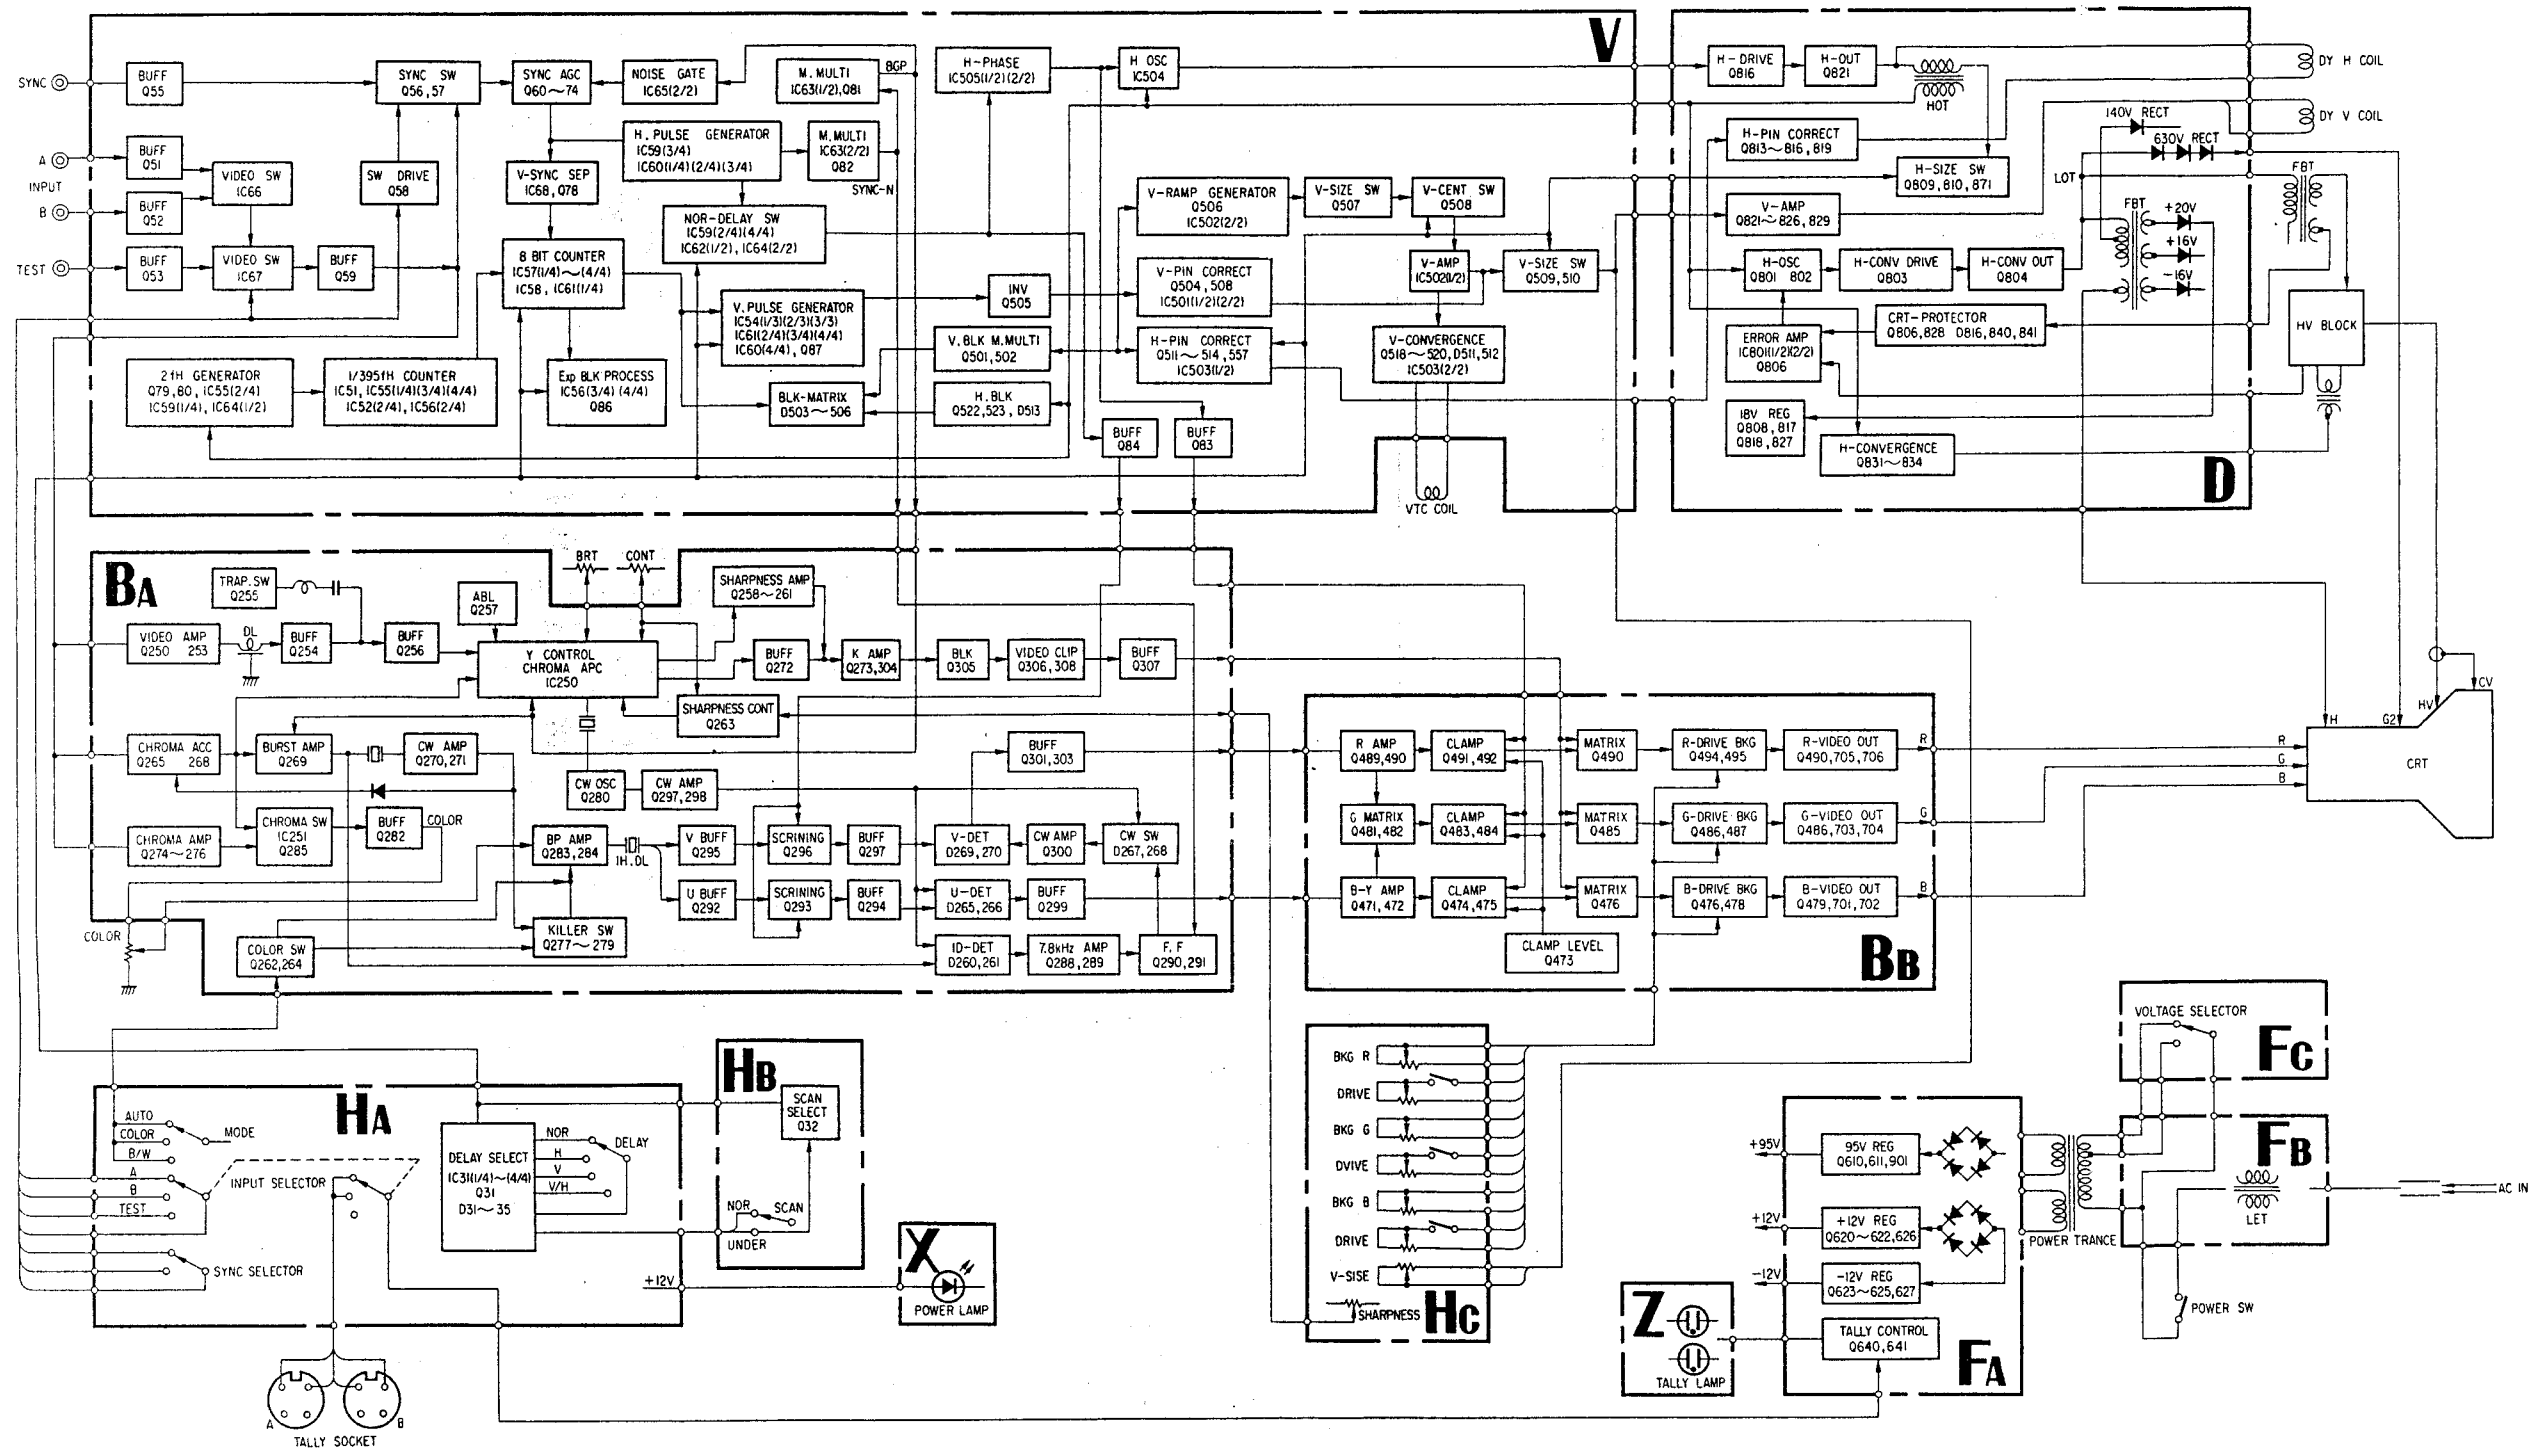 V
SYNC
BUFF
Q55
SYNC SW
Q56,57
SYNC AGC
Q60～74
NOISE GATE
IC65(2/2)
M. MULTI
IC63(1/2),Q81
BGP
H-PHASE
IC505(1/2)(2/2)
H OSC
IC504
A
INPUT
B
BUFF
Q51
BUFF
Q52
VIDEO SW
IC66
SW DRIVE
Q58
V-SYNC SEP
IC68,Q78
H. PULSE GENERATOR
IC59(3/4)
IC60(1/4)(2/4)(3/4)
M.MULTI
IC63(2/2)
Q82
SYNC-N
NOR-DELAY SW
IC59(2/4)(4/4)
IC62(1/2), IC64(2/2)
TEST
BUFF
Q53
VIDEO SW
IC67
BUFF
Q59
8 BIT COUNTER
IC57(1/4)～(4/4)
IC58, IC61(1/4)
V. PULSE GENERATOR
IC54(1/3)(2/3)(3/3)
IC61(2/4)(3/4)(4/4)
IC60(4/4), Q87
INV
Q505
V-RAMP GENERATOR
Q506
IC502(2/2)
V-SIZE SW
Q507
V-CENT SW
Q508
V-PIN CORRECT
Q504, 508
IC501(1/2)(2/2)
V-AMP
IC502(1/2)
V-SIZE SW
Q509,510
H-PIN CORRECT
Q511～514,557
IC503(1/2)
V-CONVERGENCE
Q518～520,D511,512
IC503(2/2)
V.BLK M.MULTI
Q501,502
2fH GENERATOR
Q79,80, IC55(2/4)
IC59(1/4), IC64(1/2)
1/395fH COUNTER
IC51, IC55(1/4)(3/4)(4/4)
IC52(2/4), IC56(2/4)
Exp BLK PROCESS
IC56(3/4) (4/4)
Q86
BLK-MATRIX
D503～506
H.BLK
Q522,523, D513
BUFF
Q84
BUFF
Q83
VTC COIL
D
H-DRIVE
Q816
H-OUT
Q821
HOT
DY H COIL
DY V COIL
140V RECT
630V RECT
H-PIN CORRECT
Q813～816,819
H-SIZE SW
Q809,810,871
LOT
FBT
FBT
V-AMP
Q821～826,829
+20V
+16V
-16V
H-OSC
Q801 802
H-CONV DRIVE
Q803
H-CONV OUT
Q804
CRT-PROTECTOR
Q806,828 D816,840,841
ERROR AMP
IC801(1/2)(2/2)
Q806
HV BLOCK
18V REG
Q808,817
Q818,827
H-CONVERGENCE
Q831～834
BA
TRAP.SW
Q255
ABL
Q257
BRT
CONT
SHARPNESS AMP
Q258～261
VIDEO AMP
Q250 253
DL
BUFF
Q254
BUFF
Q256
Y CONTROL
CHROMA APC
IC250
BUFF
Q272
K AMP
Q273,304
BLK
Q305
VIDEO CLIP
Q306,308
BUFF
Q307
SHARPNESS CONT
Q263
CHROMA ACC
Q265 268
BURST AMP
Q269
CW AMP
Q270,271
BUFF
Q301,303
CW OSC
Q280
CW AMP
Q297,298
CHROMA AMP
Q274～276
CHROMA SW
IC251
Q285
BUFF
Q282
COLOR
BP AMP
Q283,284
1H.DL
V BUFF
Q295
SCRINING
Q296
BUFF
Q297
V-DET
D269,270
CW AMP
Q300
CW SW
D267,268
U BUFF
Q292
SCRINING
Q293
BUFF
Q294
U-DET
D265,266
BUFF
Q299
COLOR
COLOR SW
Q262,264
KILLER SW
Q277～279
ID-DET
D260,261
7.8kHz AMP
Q288,289
F. F
Q290,291
BB
R AMP
Q489,490
CLAMP
Q491,492
MATRIX
Q490
R-DRIVE BKG
Q494,495
R-VIDEO OUT
Q490,705,706
R
G MATRIX
Q481,482
CLAMP
Q483,484
MATRIX
Q485
G-DRIVE BKG
Q486,487
G-VIDEO OUT
Q486,703,704
G
B-Y AMP
Q471,472
CLAMP
Q474,475
MATRIX
Q476
B-DRIVE BKG
Q476,478
B-VIDEO OUT
Q479,701,702
B
CLAMP LEVEL
Q473
H
G2
HV
CV
R
G
B
CRT
HA
AUTO
COLOR
B/W
MODE
A
B
TEST
INPUT SELECTOR
SYNC SELECTOR
DELAY SELECT
IC31(1/4)～(4/4)
Q31
D31～35
NOR
H
V
V/H
DELAY
+12V
A
B
TALLY SOCKET
HB
SCAN
SELECT
Q32
NOR
SCAN
UNDER
X
POWER LAMP
HC
BKG R
DRIVE
BKG G
DVIVE
BKG B
DRIVE
V-SISE
SHARPNESS
Z
TALLY LAMP
FA
+95V
95V REG
Q610,611,901
+12V
+12V REG
Q620～622,626
-12V
-12V REG
Q623～625,627
TALLY CONTROL
Q640,641
POWER TRANCE
FC
VOLTAGE SELECTOR
FB
LET
AC IN
POWER SW